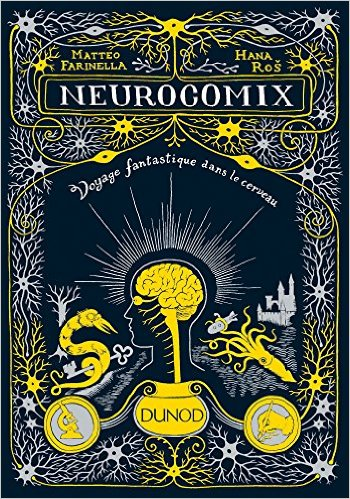 MATTEO
FARINELLA
HANA
ROŠ
NEUROCOMIX
Voyage fantastique dans le cerveau
DUNOD